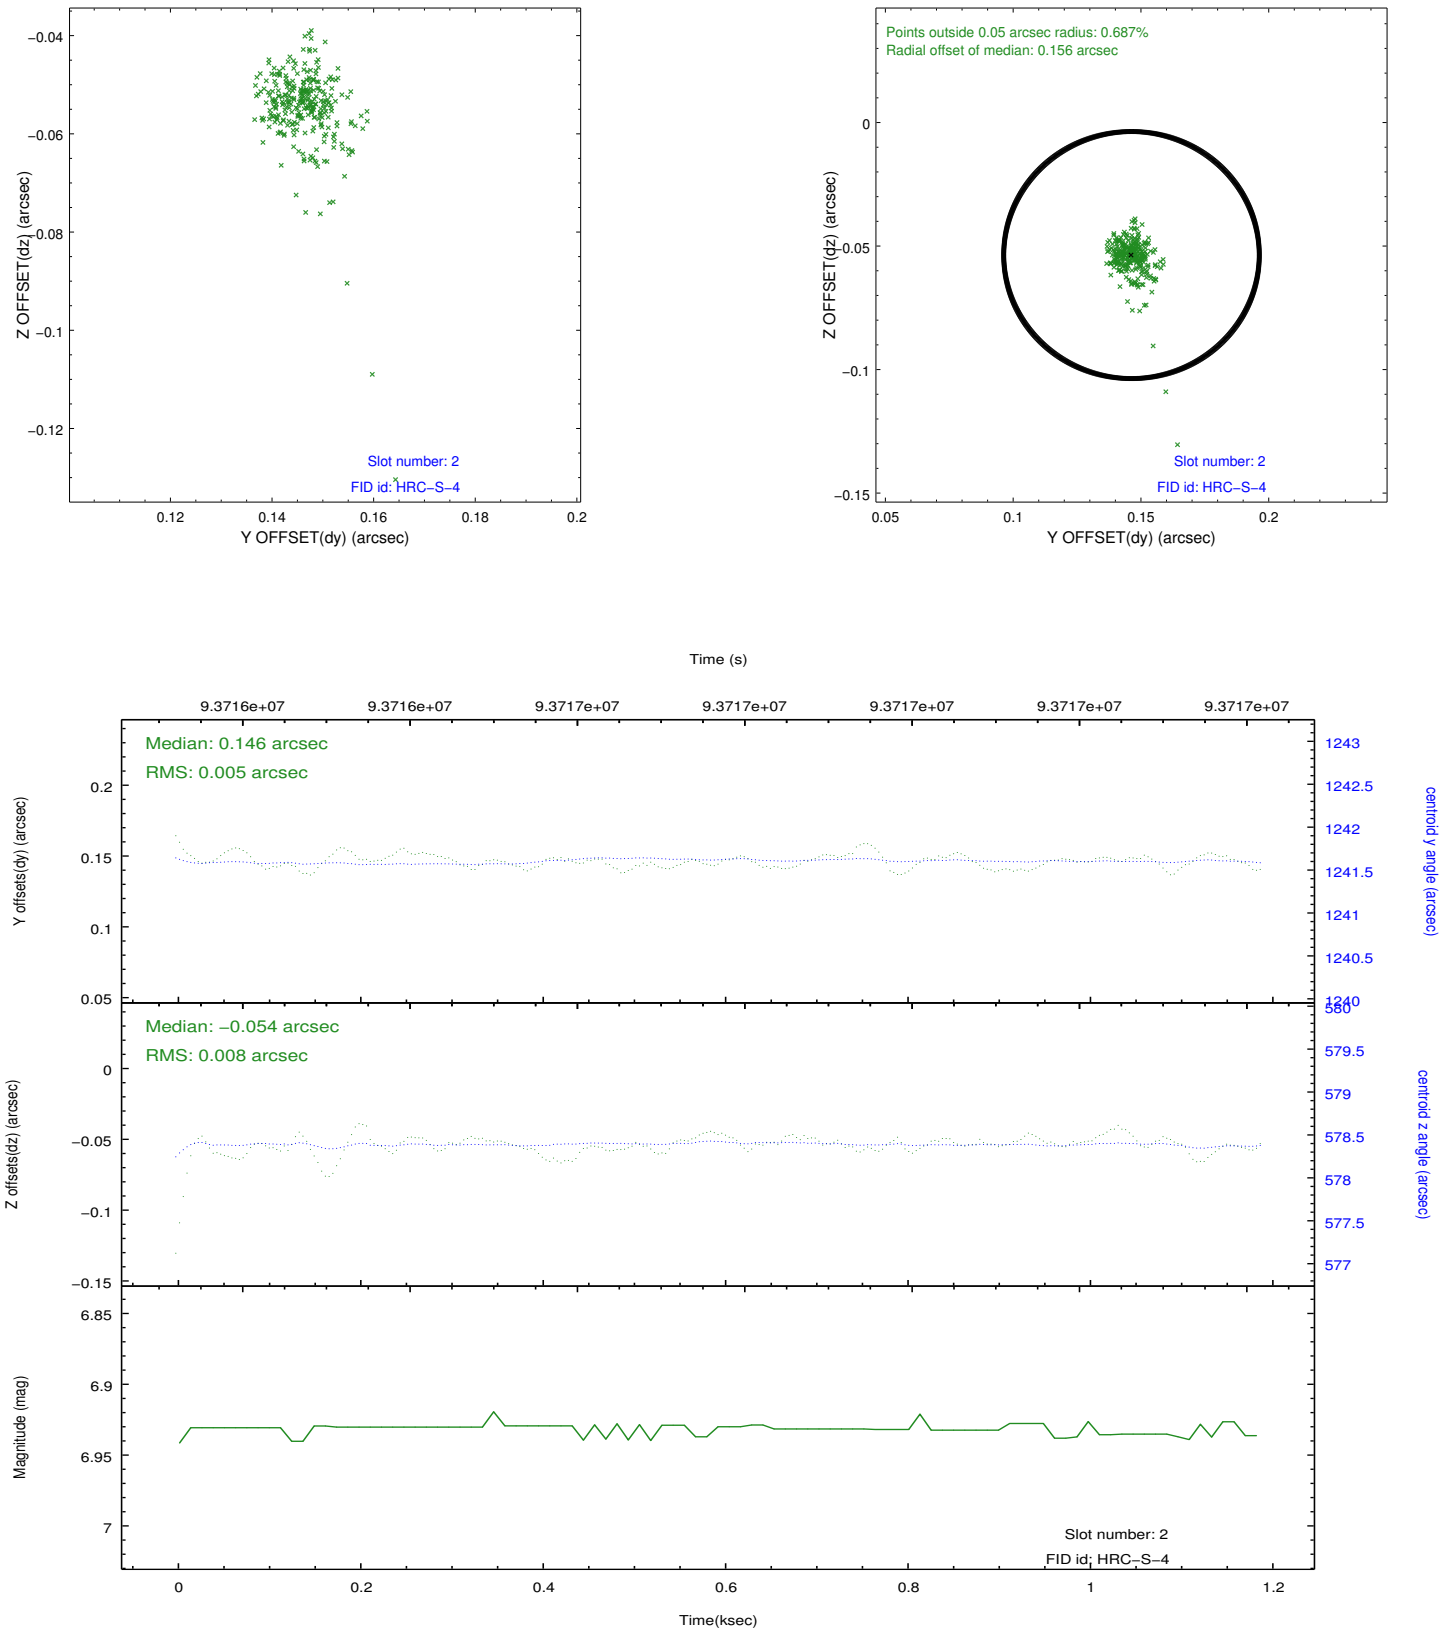 −0.04
−0.06
−0.08
−0.1
−0.12
Z OFFSET(dz) (arcsec)
Slot number: 2
FID id: HRC−S−4
0.12
0.14
0.16
0.18
0.2
Y OFFSET(dy) (arcsec)
Points outside 0.05 arcsec radius: 0.687%
Radial offset of median: 0.156 arcsec
0
−0.05
−0.1
−0.15
Z OFFSET(dz) (arcsec)
Slot number: 2
FID id: HRC−S−4
0.05
0.1
0.15
0.2
Y OFFSET(dy) (arcsec)
Time (s)
9.3716e+07
9.3716e+07
9.3717e+07
9.3717e+07
9.3717e+07
9.3717e+07
9.3717e+07
Median: 0.146 arcsec
RMS: 0.005 arcsec
0.2
0.15
0.1
0.05
Y offsets(dy) (arcsec)
1243
1242.5
1242
1241.5
1241
1240.5
1240
centroid y angle (arcsec)
Median: −0.054 arcsec
RMS: 0.008 arcsec
0
−0.05
−0.1
−0.15
Z offsets(dz) (arcsec)
580
579.5
579
578.5
578
577.5
577
centroid z angle (arcsec)
6.85
6.9
6.95
7
Magnitude (mag)
Slot number: 2
FID id: HRC−S−4
0
0.2
0.4
0.6
0.8
1
1.2
Time(ksec)